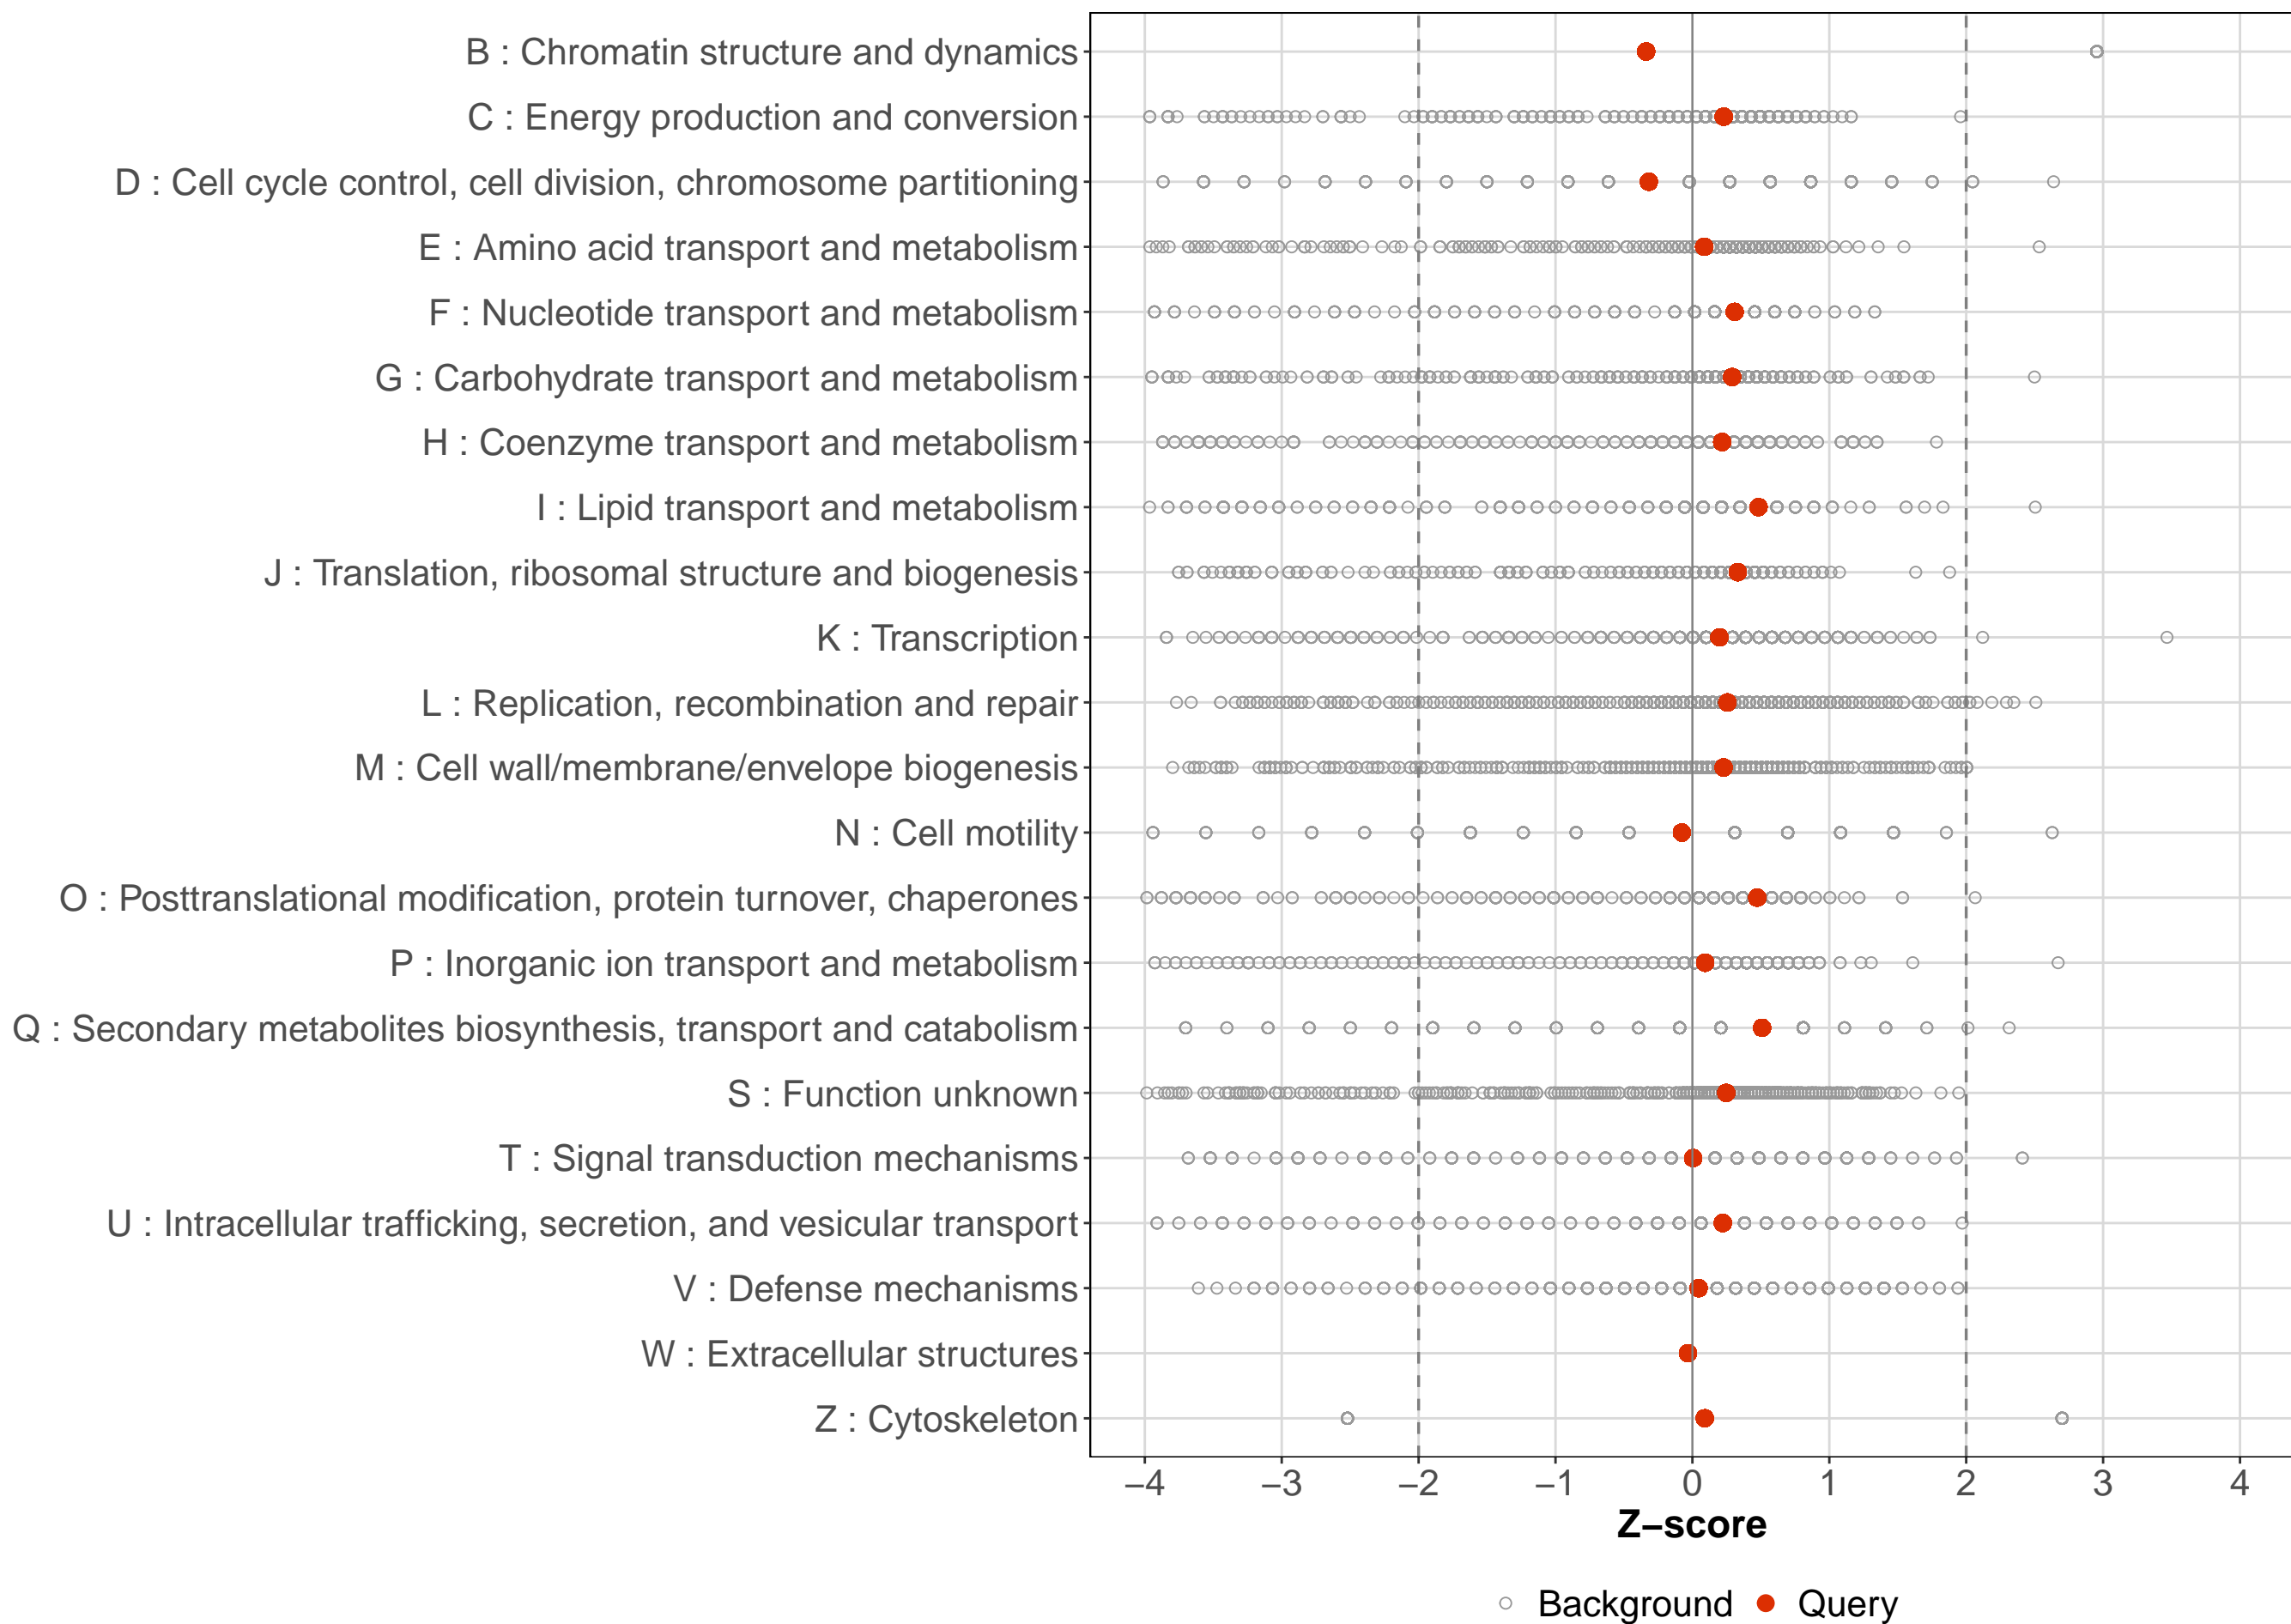 B : Chromatin structure and dynamics
C : Energy production and conversion
D : Cell cycle control, cell division, chromosome partitioning
E : Amino acid transport and metabolism
F : Nucleotide transport and metabolism
G : Carbohydrate transport and metabolism
H : Coenzyme transport and metabolism
I : Lipid transport and metabolism
J : Translation, ribosomal structure and biogenesis
K : Transcription
L : Replication, recombination and repair
M : Cell wall/membrane/envelope biogenesis
N : Cell motility
O : Posttranslational modification, protein turnover, chaperones
P : Inorganic ion transport and metabolism
Q : Secondary metabolites biosynthesis, transport and catabolism
S : Function unknown
T : Signal transduction mechanisms
U : Intracellular trafficking, secretion, and vesicular transport
V : Defense mechanisms
W : Extracellular structures
Z : Cytoskeleton
−4 −3 −2 −1 0 1 2 3 4
Z−score
Background Query